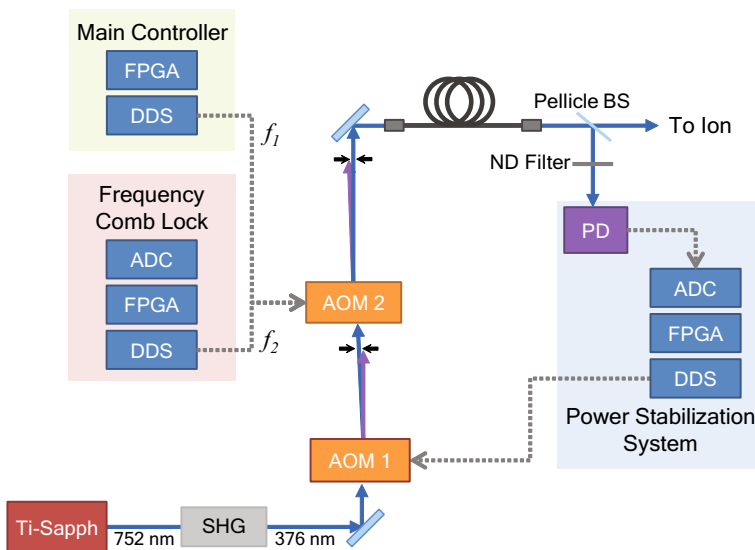 Main Controller
FPGA
DDS
f1
Frequency
Comb Lock
ADC
FPGA
DDS
f2
Pellicle BS
To Ion
ND Filter
PD
ADC
FPGA
DDS
Power Stabilization
System
AOM 2
AOM 1
Ti-Sapph
752 nm
SHG
376 nm